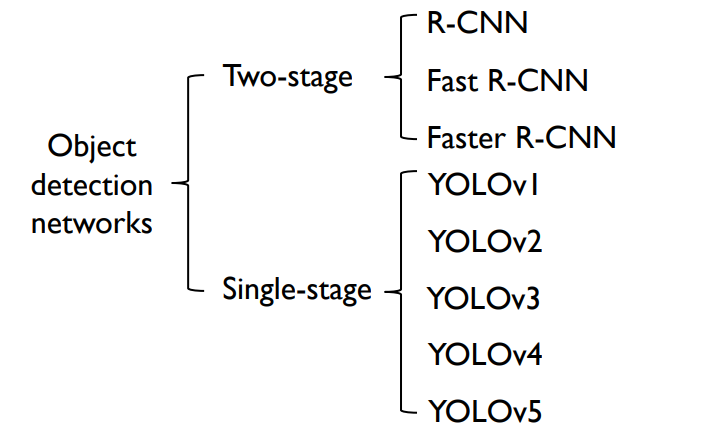 Object
detection
networks
Two-stage
R-CNN
Fast R-CNN
Faster R-CNN
Single-stage
YOLOv1
YOLOv2
YOLOv3
YOLOv4
YOLOv5